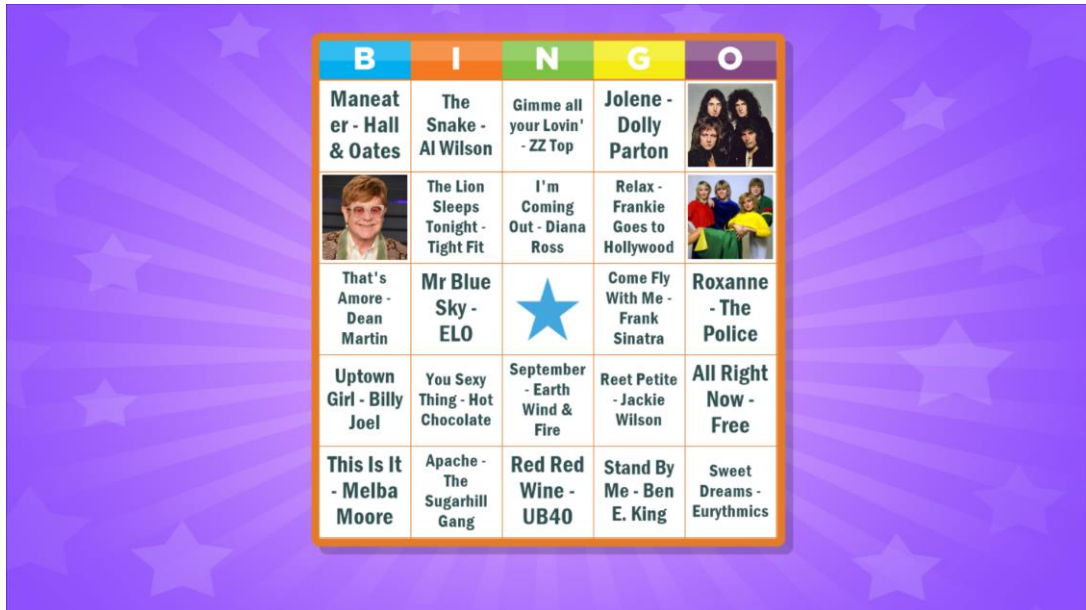 B I N G O
Maneat
er - Hall
& Oates
The
Snake -
Al Wilson
Gimme all
your Lovin'
- ZZ Top
Jolene -
Dolly
Parton
The Lion
Sleeps
Tonight -
Tight Fit
I'm
Coming
Out - Diana
Ross
Relax -
Frankie
Goes to
Hollywood
That's
Amore -
Dean
Martin
Mr Blue
Sky -
ELO
Come Fly
With Me -
Frank
Sinatra
Roxanne
- The
Police
Uptown
Girl - Billy
Joel
You Sexy
Thing - Hot
Chocolate
September
- Earth
Wind &
Fire
Reet Petite
- Jackie
Wilson
All Right
Now -
Free
This Is It
- Melba
Moore
Apache -
The
Sugarhill
Gang
Red Red
Wine -
UB40
Stand By
Me - Ben
E. King
Sweet
Dreams -
Eurythmics